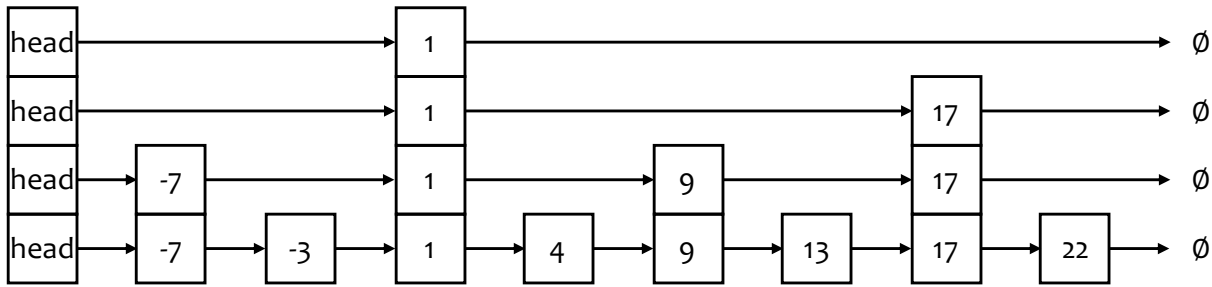 head 1 Ø
head 1 17 Ø
head -7 1 9 17 Ø
head -7 -3 1 4 9 13 17 22 Ø